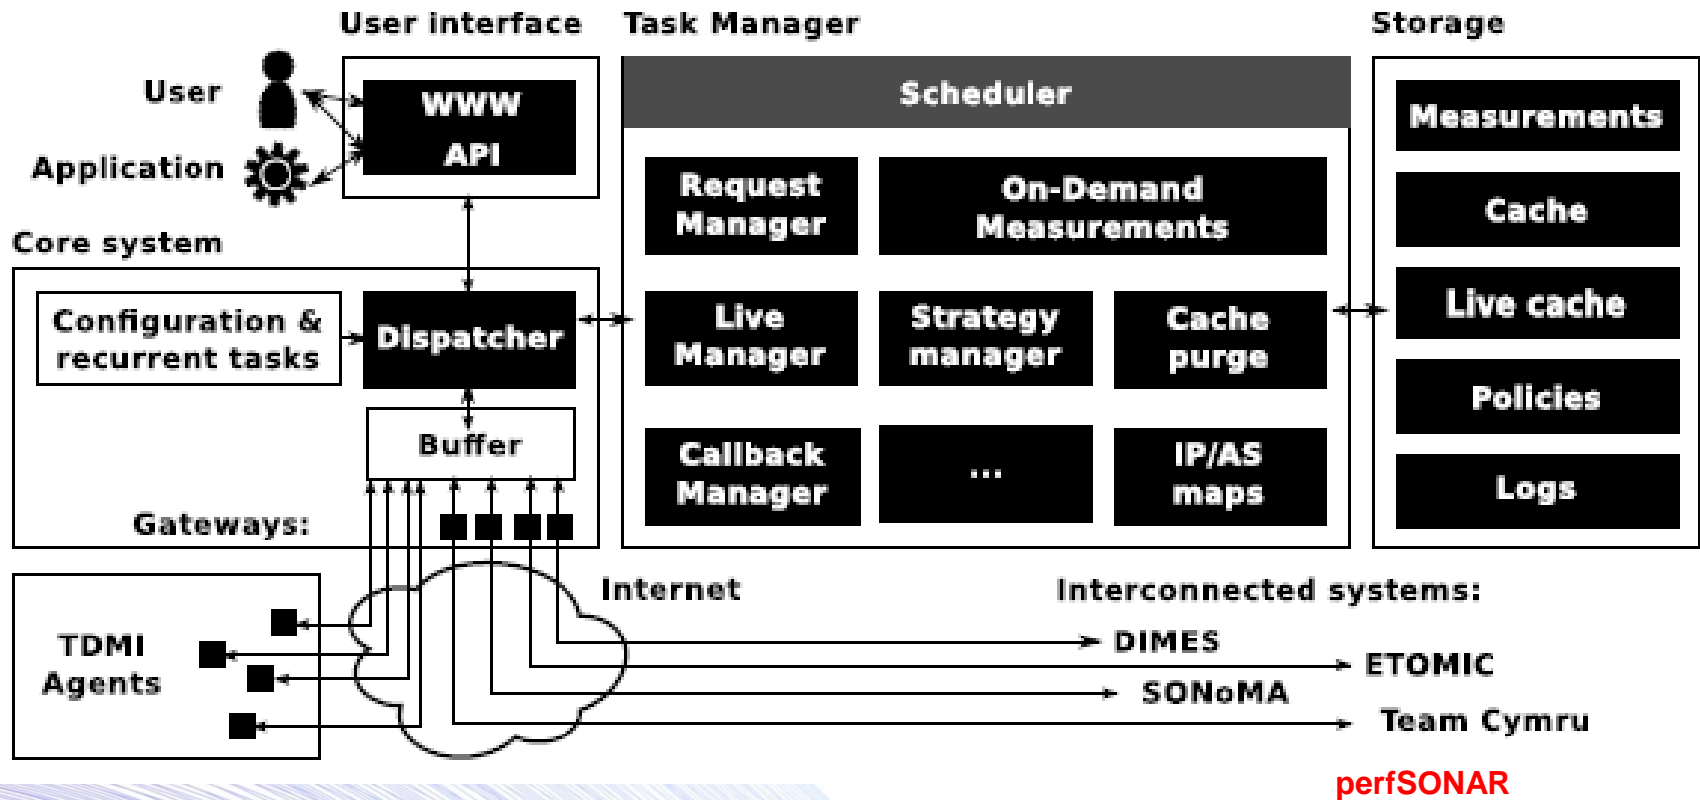 User interface
Task Manager
Storage
User
Application
WWW
API
Scheduler
Request
Manager
On-Demand
Measurements
Live
Manager
Strategy
manager
Cache
purge
Callback
Manager
...
IP/AS
maps
Measurements
Cache
Live cache
Policies
Logs
Core system
Configuration &
recurrent tasks
Dispatcher
Buffer
Gateways:
TDMI
Agents
Internet
Interconnected systems:
DIMES
ETOMIC
SONoMA
Team Cymru
perfSONAR